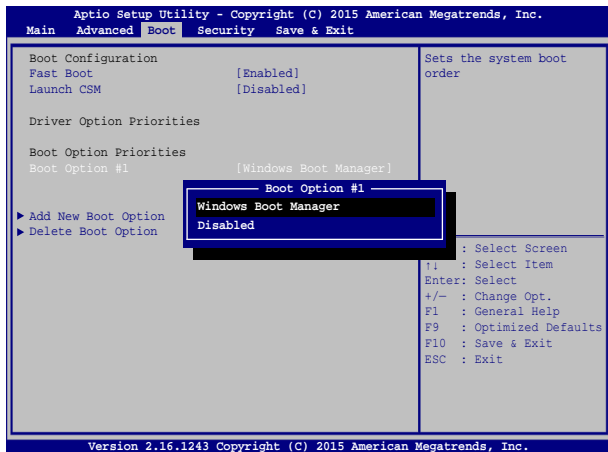 Aptio Setup Utility - Copyright (C) 2015 American Megatrends, Inc.
Main Advanced Boot Security Save & Exit
Boot Configuration
Fast Boot [Enabled]
Launch CSM [Disabled]
Driver Option Priorities
Boot Option Priorities
Boot Option #1 [Windows Boot Manager]
Boot Option #1
Windows Boot Manager
Disabled
▶ Add New Boot Option
▶ Delete Boot Option
Sets the system boot
order
: Select Screen
↑↓ : Select Item
Enter: Select
+/— : Change Opt.
F1 : General Help
F9 : Optimized Defaults
F10 : Save & Exit
ESC : Exit
Version 2.16.1243 Copyright (C) 2015 American Megatrends, Inc.